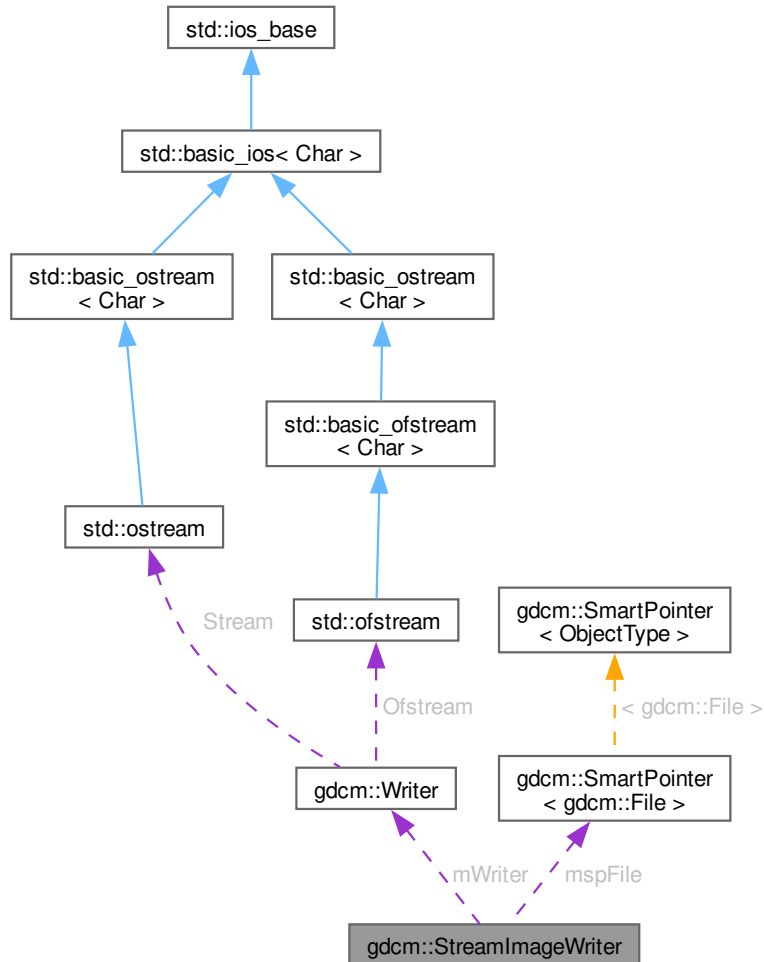 std::ios_base
std::basic_ios< Char >
std::basic_ostream
< Char >
std::basic_ostream
< Char >
std::basic_ofstream
< Char >
std::ostream
std::ofstream
gdcm::SmartPointer
< ObjectType >
Stream
Ofstream
< gdcm::File >
gdcm::Writer
gdcm::SmartPointer
< gdcm::File >
mWriter
mspFile
gdcm::StreamImageWriter